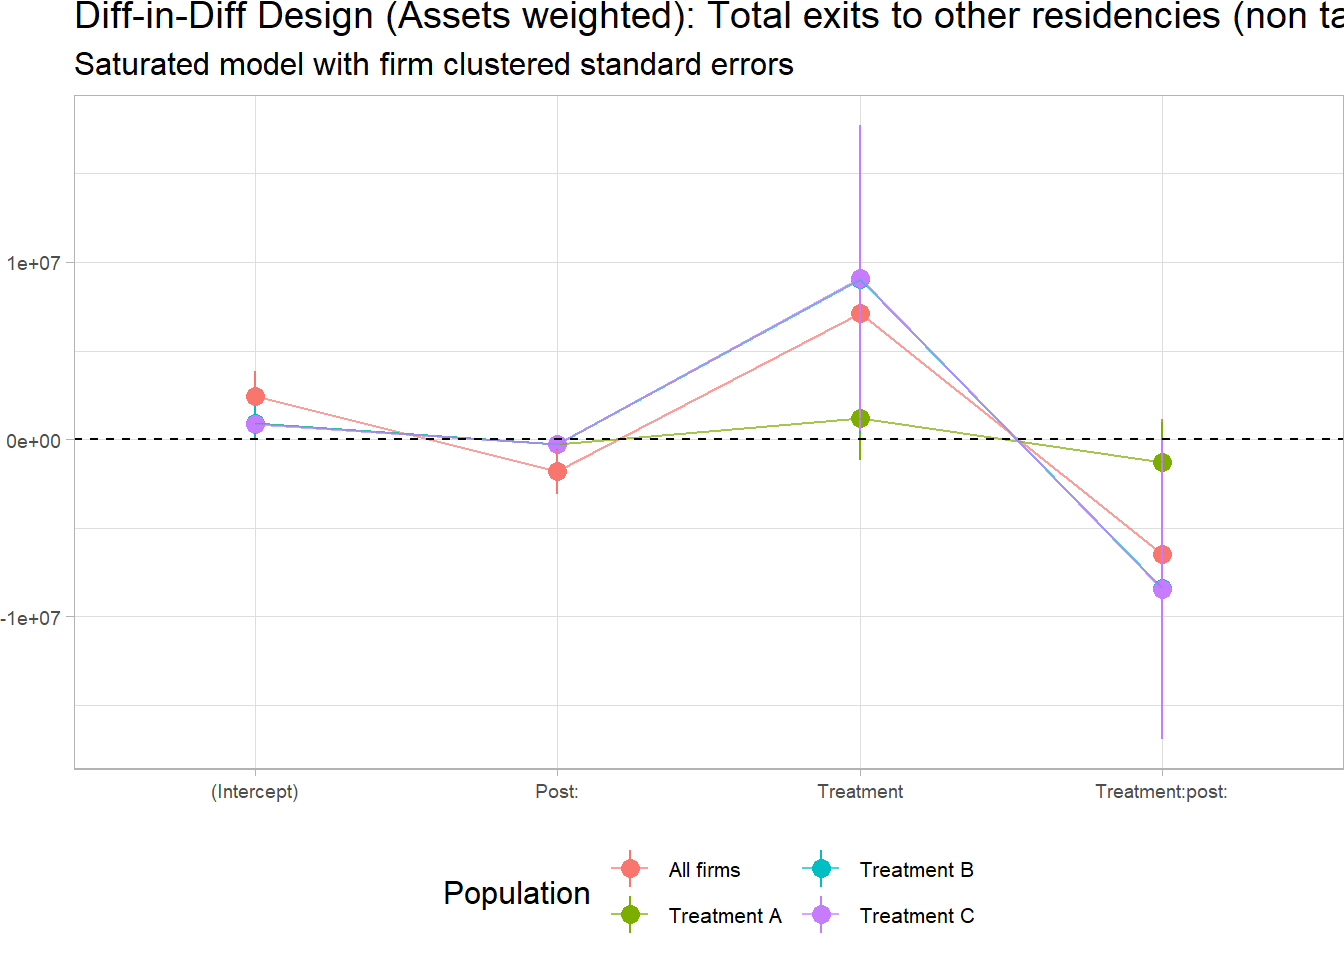 Diff-in-Diff Design (Assets weighted): Total exits to other residencies (non ta
Saturated model with firm clustered standard errors
1e+07
0e+00
-1e+07
(Intercept) Post: Treatment Treatment:post:
Population
All firms Treatment B
Treatment A Treatment C